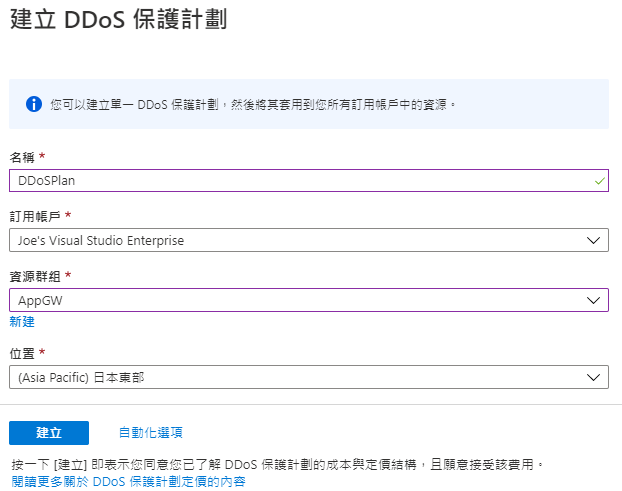 建立 DDoS 保護計劃
您可以建立單一 DDoS 保護計劃，然後將其套用到您所有訂用帳戶中的資源。
名稱 *
DDoSPlan
訂用帳戶 *
Joe's Visual Studio Enterprise
資源群組 *
AppGW
新建
位置 *
(Asia Pacific) 日本東部
建立 自動化選項
按一下 [建立] 即表示您同意您已了解 DDoS 保護計劃的成本與定價結構，且願意接受該費用。
閱讀更多關於 DDoS 保護計劃定價的內容